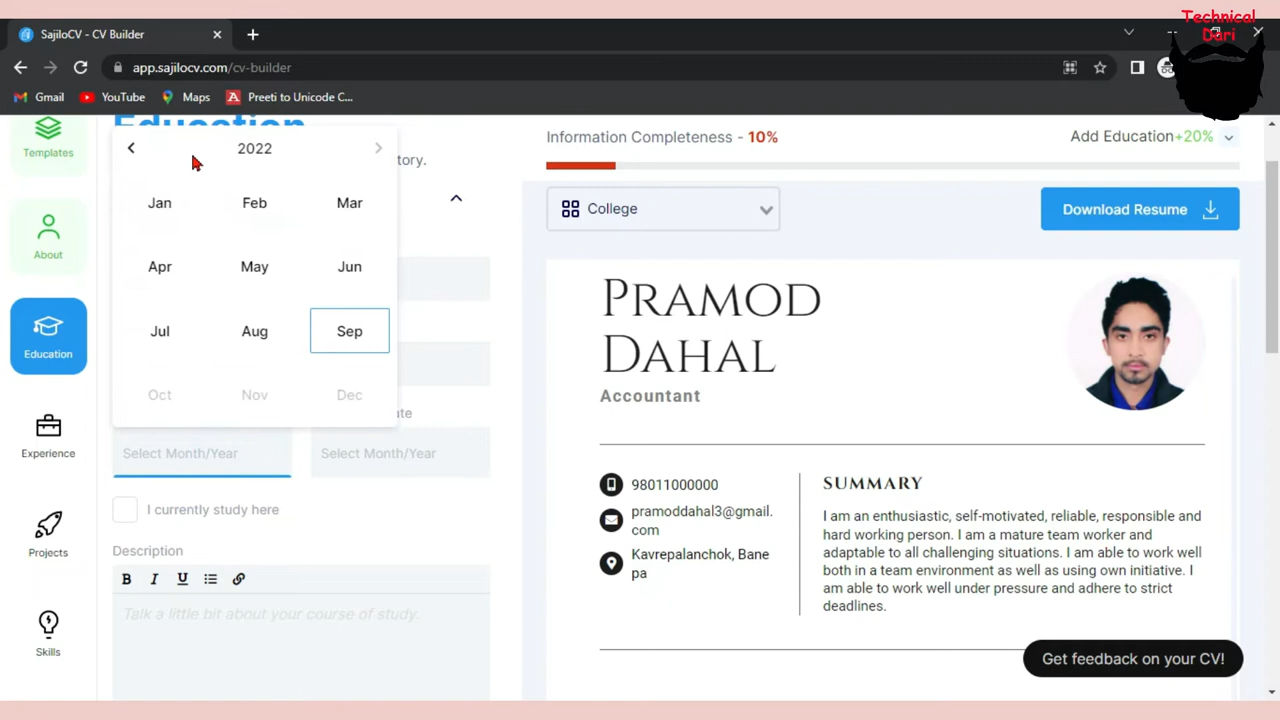 Technical
Dari
SajiloCV - CV Builder
app.sajilocv.com/cv-builder
Gmail
YouTube
Maps
Preeti to Unicode C...
Templates
About
Education
Experience
Projects
Skills
Education
tory.
2022
Jan Feb Mar
Apr May Jun
Jul Aug Sep
Oct Nov Dec
ate
Select Month/Year
Select Month/Year
I currently study here
Description
B I U
Talk a little bit about your course of study.
Information Completeness - 10%
Add Education+20%
College
Download Resume
PRAMOD
DAHAL
Accountant
98011000000
pramoddahal3@gmail.
com
Kavrepalanchok, Bane
pa
SUMMARY
I am an enthusiastic, self-motivated, reliable, responsible and
hard working person. I am a mature team worker and
adaptable to all challenging situations. I am able to work well
both in a team environment as well as using own initiative. I
am able to work well under pressure and adhere to strict
deadlines.
Get feedback on your CV!